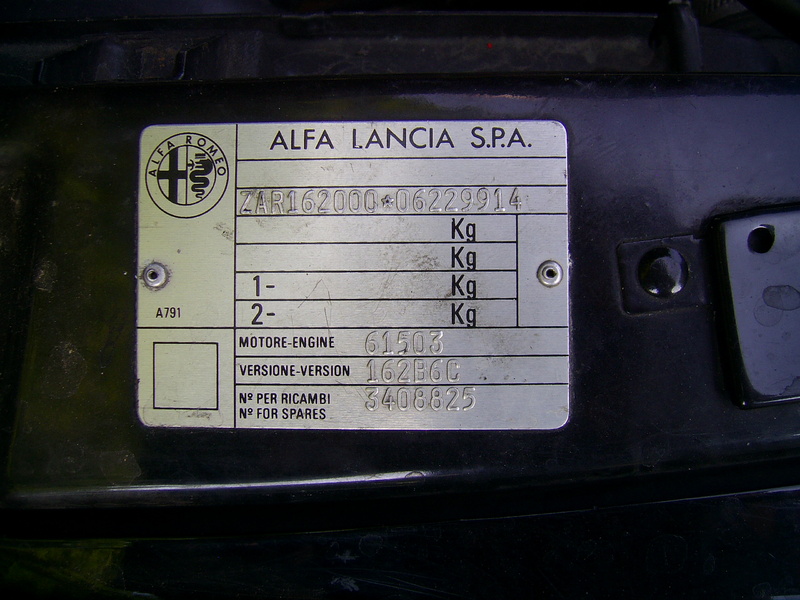 ALFA ROMEO
ALFA LANCIA S.P.A.
ZAR162000*06229914
Kg
Kg
1- Kg
2- Kg
A791
MOTORE-ENGINE 61503
VERSIONE-VERSION 162B6C
Nº PER RICAMBI
Nº FOR SPARES 3408825